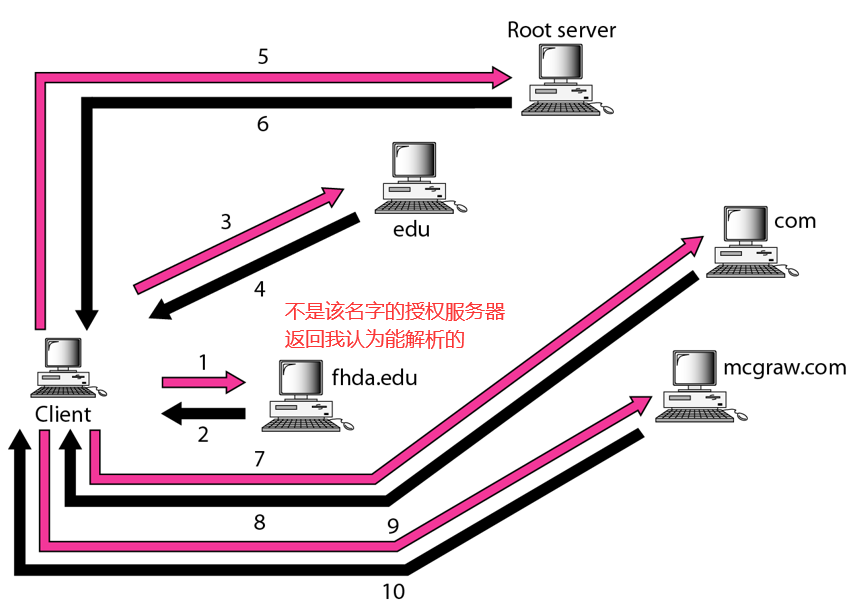 Root server
5
6
edu
3
4
com
不是该名字的授权服务器
返回我认为能解析的
1
fhda.edu
2
mcgraw.com
Client
7
8
9
10